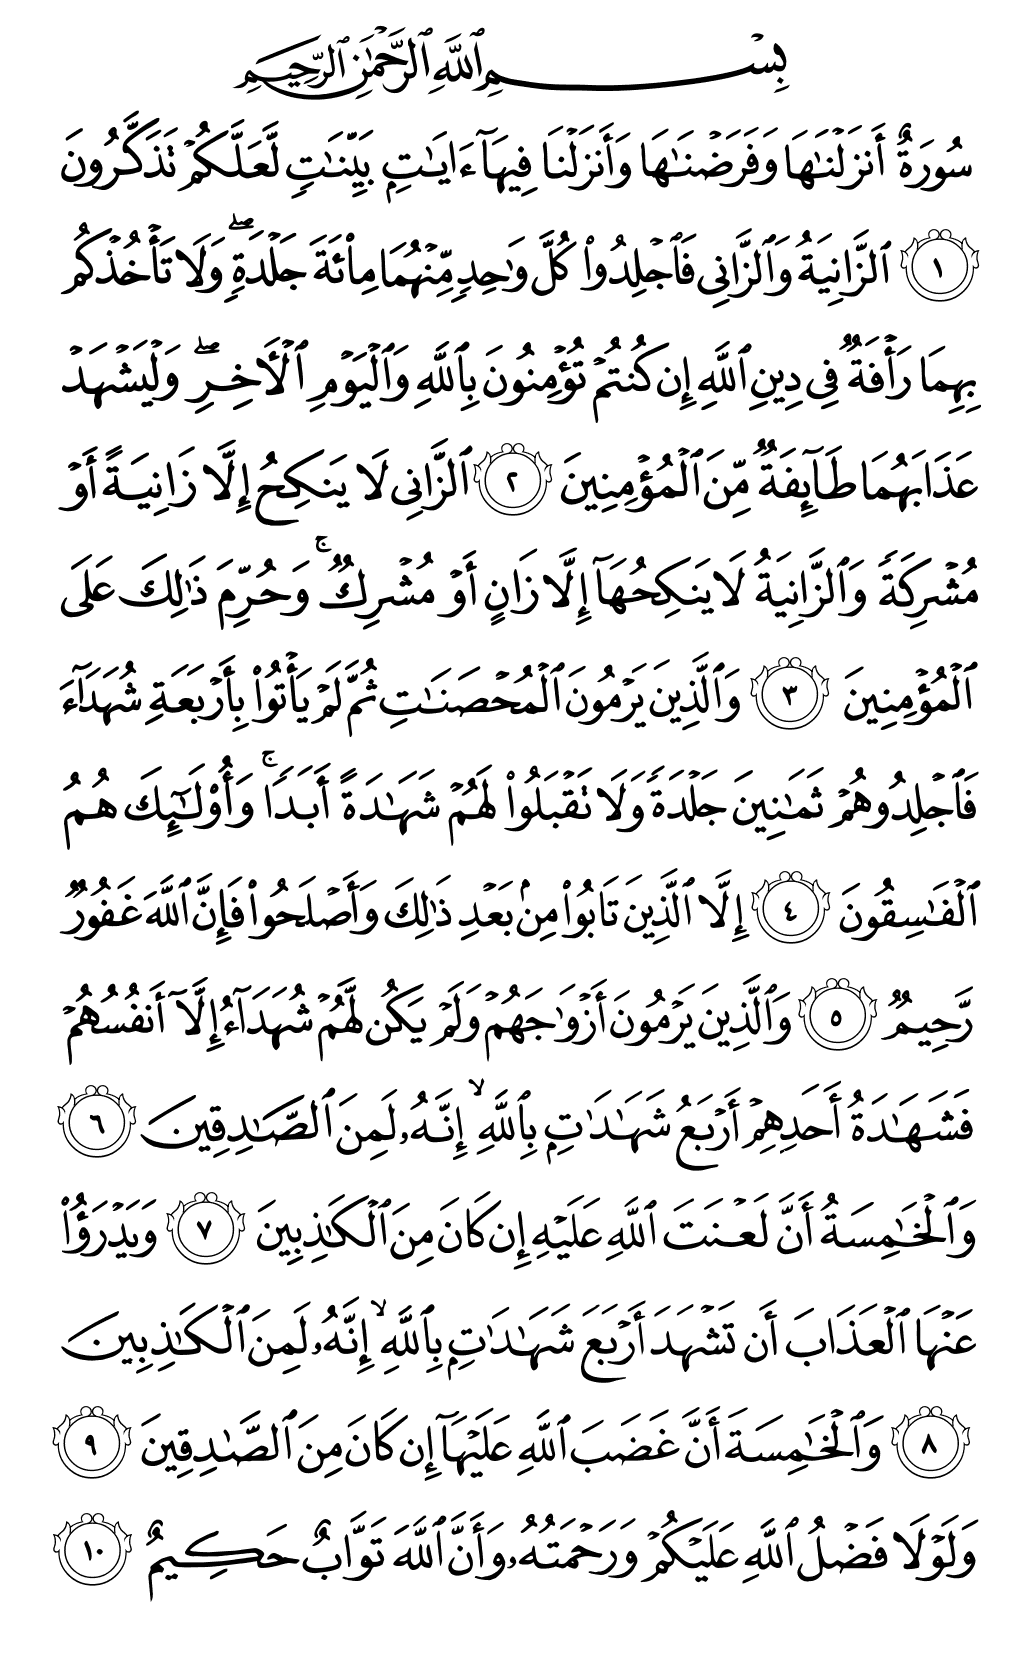 بِسْمِ ٱللَّهِ ٱلرَّحْمَٰنِ ٱلرَّحِيمِ
سُورَةٌ أَنزَلْنَٰهَا وَفَرَضْنَٰهَا وَأَنزَلْنَا فِيهَآ ءَايَٰتٍۭ بَيِّنَٰتٍ لَّعَلَّكُمْ تَذَكَّرُونَ
١ ٱلزَّانِيَةُ وَٱلزَّانِى فَٱجْلِدُوا۟ كُلَّ وَٰحِدٍ مِّنْهُمَا مِا۟ئَةَ جَلْدَةٍ ۖ وَلَا تَأْخُذْكُم
بِهِمَا رَأْفَةٌ فِى دِينِ ٱللَّهِ إِن كُنتُمْ تُؤْمِنُونَ بِٱللَّهِ وَٱلْيَوْمِ ٱلْـَٔاخِرِ ۖ وَلْيَشْهَدْ
عَذَابَهُمَا طَآئِفَةٌ مِّنَ ٱلْمُؤْمِنِينَ ٢ ٱلزَّانِى لَا يَنكِحُ إِلَّا زَانِيَةً أَوْ
مُشْرِكَةً وَٱلزَّانِيَةُ لَا يَنكِحُهَآ إِلَّا زَانٍ أَوْ مُشْرِكٌ ۚ وَحُرِّمَ ذَٰلِكَ عَلَى
ٱلْمُؤْمِنِينَ ٣ وَٱلَّذِينَ يَرْمُونَ ٱلْمُحْصَنَٰتِ ثُمَّ لَمْ يَأْتُوا۟ بِأَرْبَعَةِ شُهَدَآءَ
فَٱجْلِدُوهُمْ ثَمَٰنِينَ جَلْدَةً وَلَا تَقْبَلُوا۟ لَهُمْ شَهَٰدَةً أَبَدًا ۚ وَأُو۟لَٰٓئِكَ هُمُ
ٱلْفَٰسِقُونَ ٤ إِلَّا ٱلَّذِينَ تَابُوا۟ مِنۢ بَعْدِ ذَٰلِكَ وَأَصْلَحُوا۟ فَإِنَّ ٱللَّهَ غَفُورٌ
رَّحِيمٌ ٥ وَٱلَّذِينَ يَرْمُونَ أَزْوَٰجَهُمْ وَلَمْ يَكُن لَّهُمْ شُهَدَآءُ إِلَّآ أَنفُسُهُمْ
فَشَهَٰدَةُ أَحَدِهِمْ أَرْبَعُ شَهَٰدَٰتٍۭ بِٱللَّهِ ۙ إِنَّهُۥ لَمِنَ ٱلصَّٰدِقِينَ ٦
وَٱلْخَٰمِسَةُ أَنَّ لَعْنَتَ ٱللَّهِ عَلَيْهِ إِن كَانَ مِنَ ٱلْكَٰذِبِينَ ٧ وَيَدْرَؤُا۟
عَنْهَا ٱلْعَذَابَ أَن تَشْهَدَ أَرْبَعَ شَهَٰدَٰتٍۭ بِٱللَّهِ ۙ إِنَّهُۥ لَمِنَ ٱلْكَٰذِبِينَ
٨ وَٱلْخَٰمِسَةَ أَنَّ غَضَبَ ٱللَّهِ عَلَيْهَآ إِن كَانَ مِنَ ٱلصَّٰدِقِينَ ٩
وَلَوْلَا فَضْلُ ٱللَّهِ عَلَيْكُمْ وَرَحْمَتُهُۥ وَأَنَّ ٱللَّهَ تَوَّابٌ حَكِيمٌ ١٠